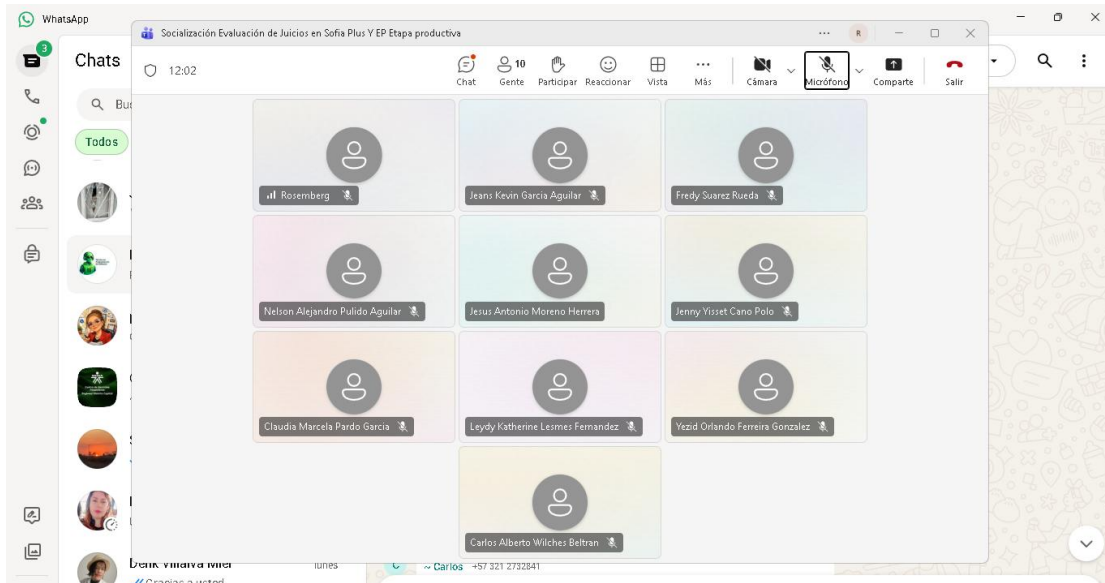 WhatsApp
Socialización Evaluación de Juicios en Sofia Plus Y EP Etapa productiva
R
3
Chats
12:02
10
Chat Gente Participar Reaccionar Vista Más Cámara Micrófono Comparte Salir
Todos
Rosemberg
Jeans Kevin Garcia Aguilar
Fredy Suarez Rueda
Nelson Alejandro Pulido Aguilar
Jesus Antonio Moreno Herrera
Jenny Yisset Cano Polo
Claudia Marcela Pardo Garcia
Leydy Katherine Lesmes Fernandez
Yezid Orlando Ferreira Gonzalez
Carlos Alberto Wilches Beltran
lunes
~ Carlos +57 321 2732841